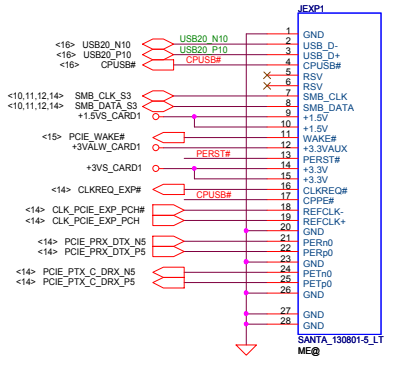 JEXP1
1 GND
<16> USB20_N10 USB20_N10 2 USB_D-
<16> USB20_P10 USB20_P10 3 USB_D+
<16> CPUSB# CPUSB# 4 CPUSB#
5 RSV
6 RSV
<10,11,12,14> SMB_CLK_S3 7 SMB_CLK
<10,11,12,14> SMB_DATA_S3 8 SMB_DATA
+1.5VS_CARD1 9 +1.5V
10 +1.5V
<15> PCIE_WAKE# 11 WAKE#
+3VALW_CARD1 12 +3.3VAUX
PERST# 13 PERST#
+3VS_CARD1 14 +3.3V
15 +3.3V
<14> CLKREQ_EXP# 16 CLKREQ#
CPUSB# 17 CPPE#
<14> CLK_PCIE_EXP_PCH# 18 REFCLK-
<14> CLK_PCIE_EXP_PCH 19 REFCLK+
20 GND
<14> PCIE_PRX_DTX_N5 21 PERn0
<14> PCIE_PRX_DTX_P5 22 PERp0
23 GND
<14> PCIE_PTX_C_DRX_N5 24 PETn0
<14> PCIE_PTX_C_DRX_P5 25 PETp0
26 GND
27 GND
28 GND
SANTA_130801-5_LT
ME@